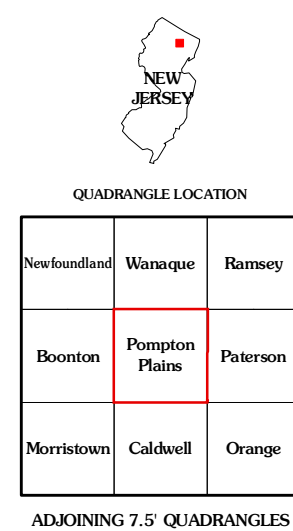 NEW
JERSEY
QUADRANGLE LOCATION
Newfoundland Wanaque Ramsey
Boonton Pompton Plains Paterson
Morristown Caldwell Orange
ADJOINING 7.5' QUADRANGLES